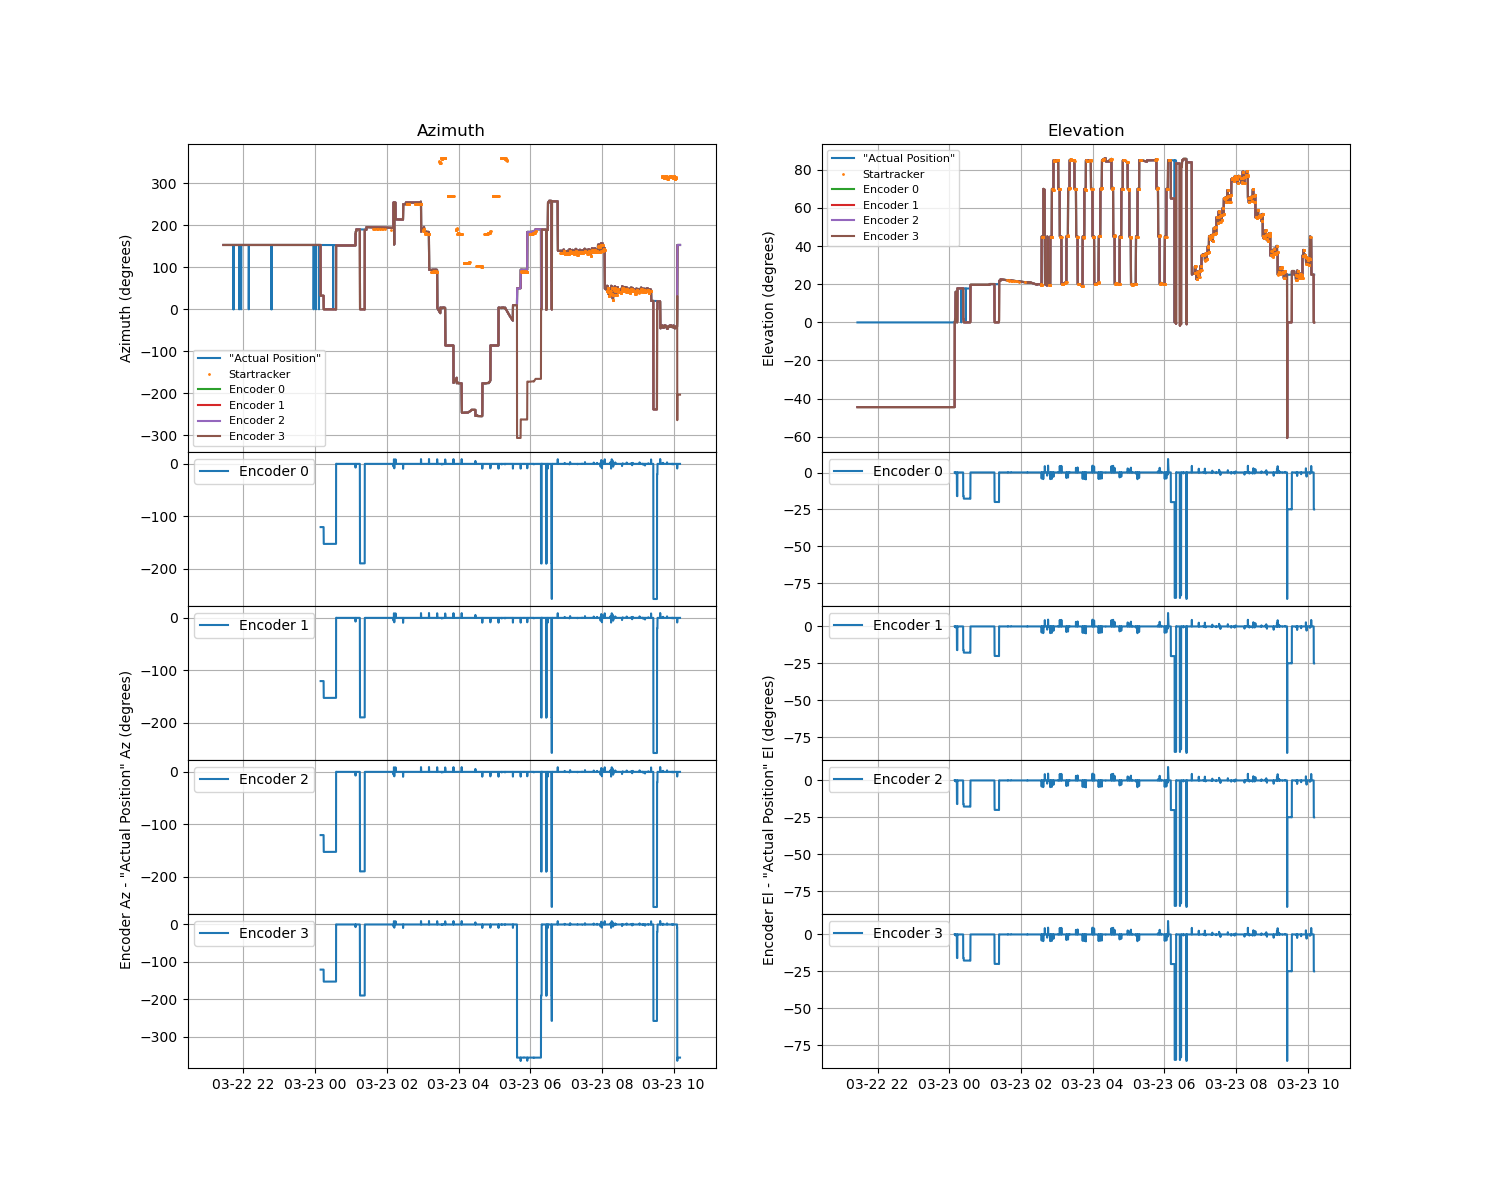 Azimuth
300
200
100
0
−100
−200
−300
Azimuth (degrees)
"Actual Position"
Startracker
Encoder 0
Encoder 1
Encoder 2
Encoder 3
0
−100
−200
Encoder 0
0
−100
−200
Encoder 1
0
−100
−200
Encoder 2
0
−100
−200
−300
Encoder 3
Encoder Az - "Actual Position" Az (degrees)
03-22 22 03-23 00 03-23 02 03-23 04 03-23 06 03-23 08 03-23 10
Elevation
80
60
40
20
0
−20
−40
−60
Elevation (degrees)
"Actual Position"
Startracker
Encoder 0
Encoder 1
Encoder 2
Encoder 3
0
−25
−50
−75
Encoder 0
0
−25
−50
−75
Encoder 1
0
−25
−50
−75
Encoder 2
0
−25
−50
−75
Encoder 3
Encoder El - "Actual Position" El (degrees)
03-22 22 03-23 00 03-23 02 03-23 04 03-23 06 03-23 08 03-23 10